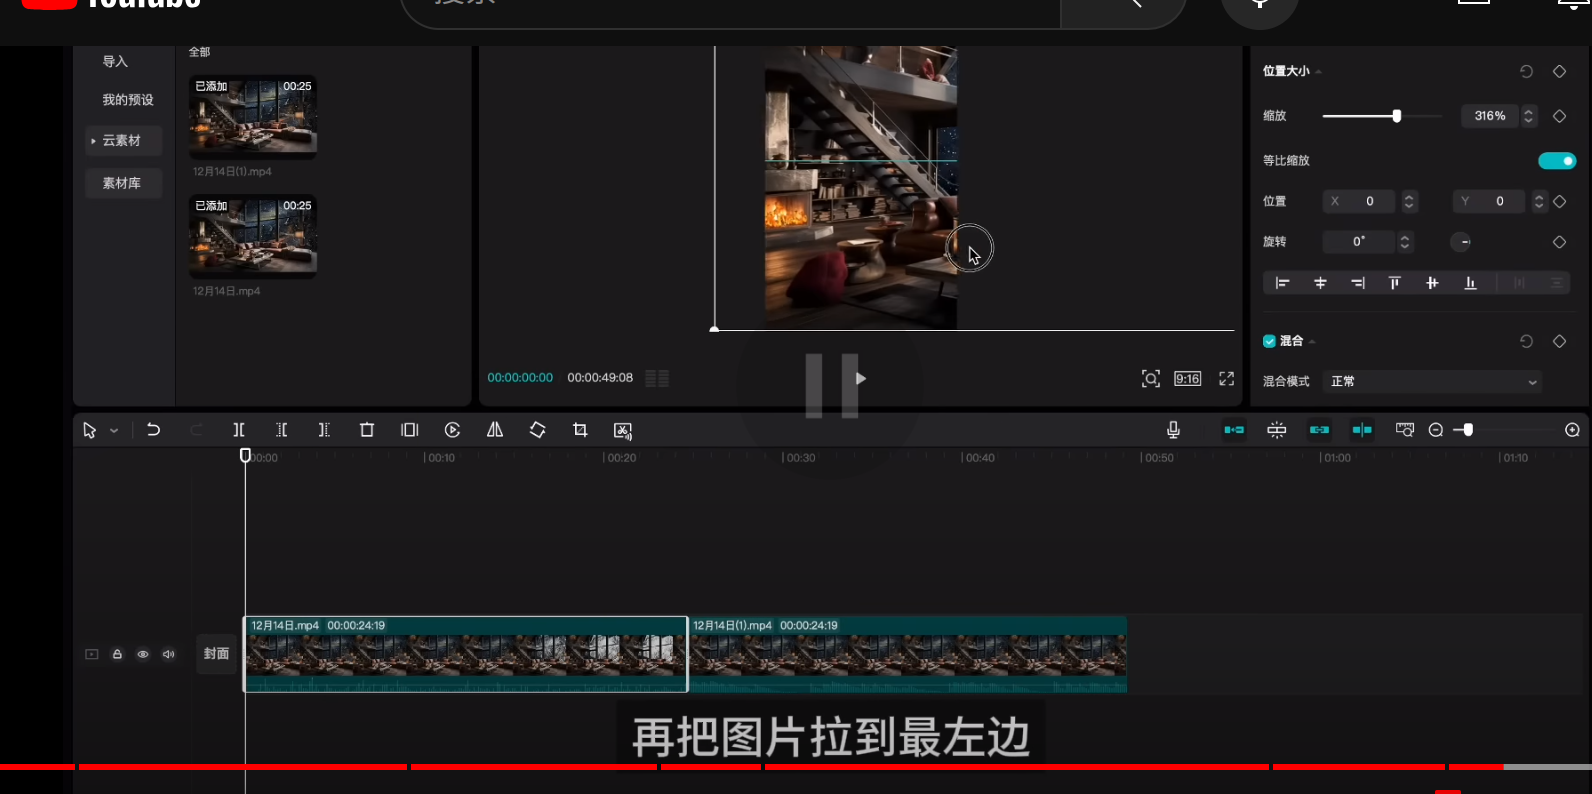 YouTube
搜索
导入
全部
我的预设
云素材
素材库
已添加 00:25
12月14日(1).mp4
已添加 00:25
12月14日.mp4
00:00:00:00 00:00:49:08
9:16
位置大小
缩放 316%
等比缩放
位置 X 0 Y 0
旋转 0°
混合
混合模式 正常
00:00 00:10 00:20 00:30 00:40 00:50 01:00 01:10
封面
12月14日.mp4 00:00:24:19 12月14日(1).mp4 00:00:24:19
再把图片拉到最左边